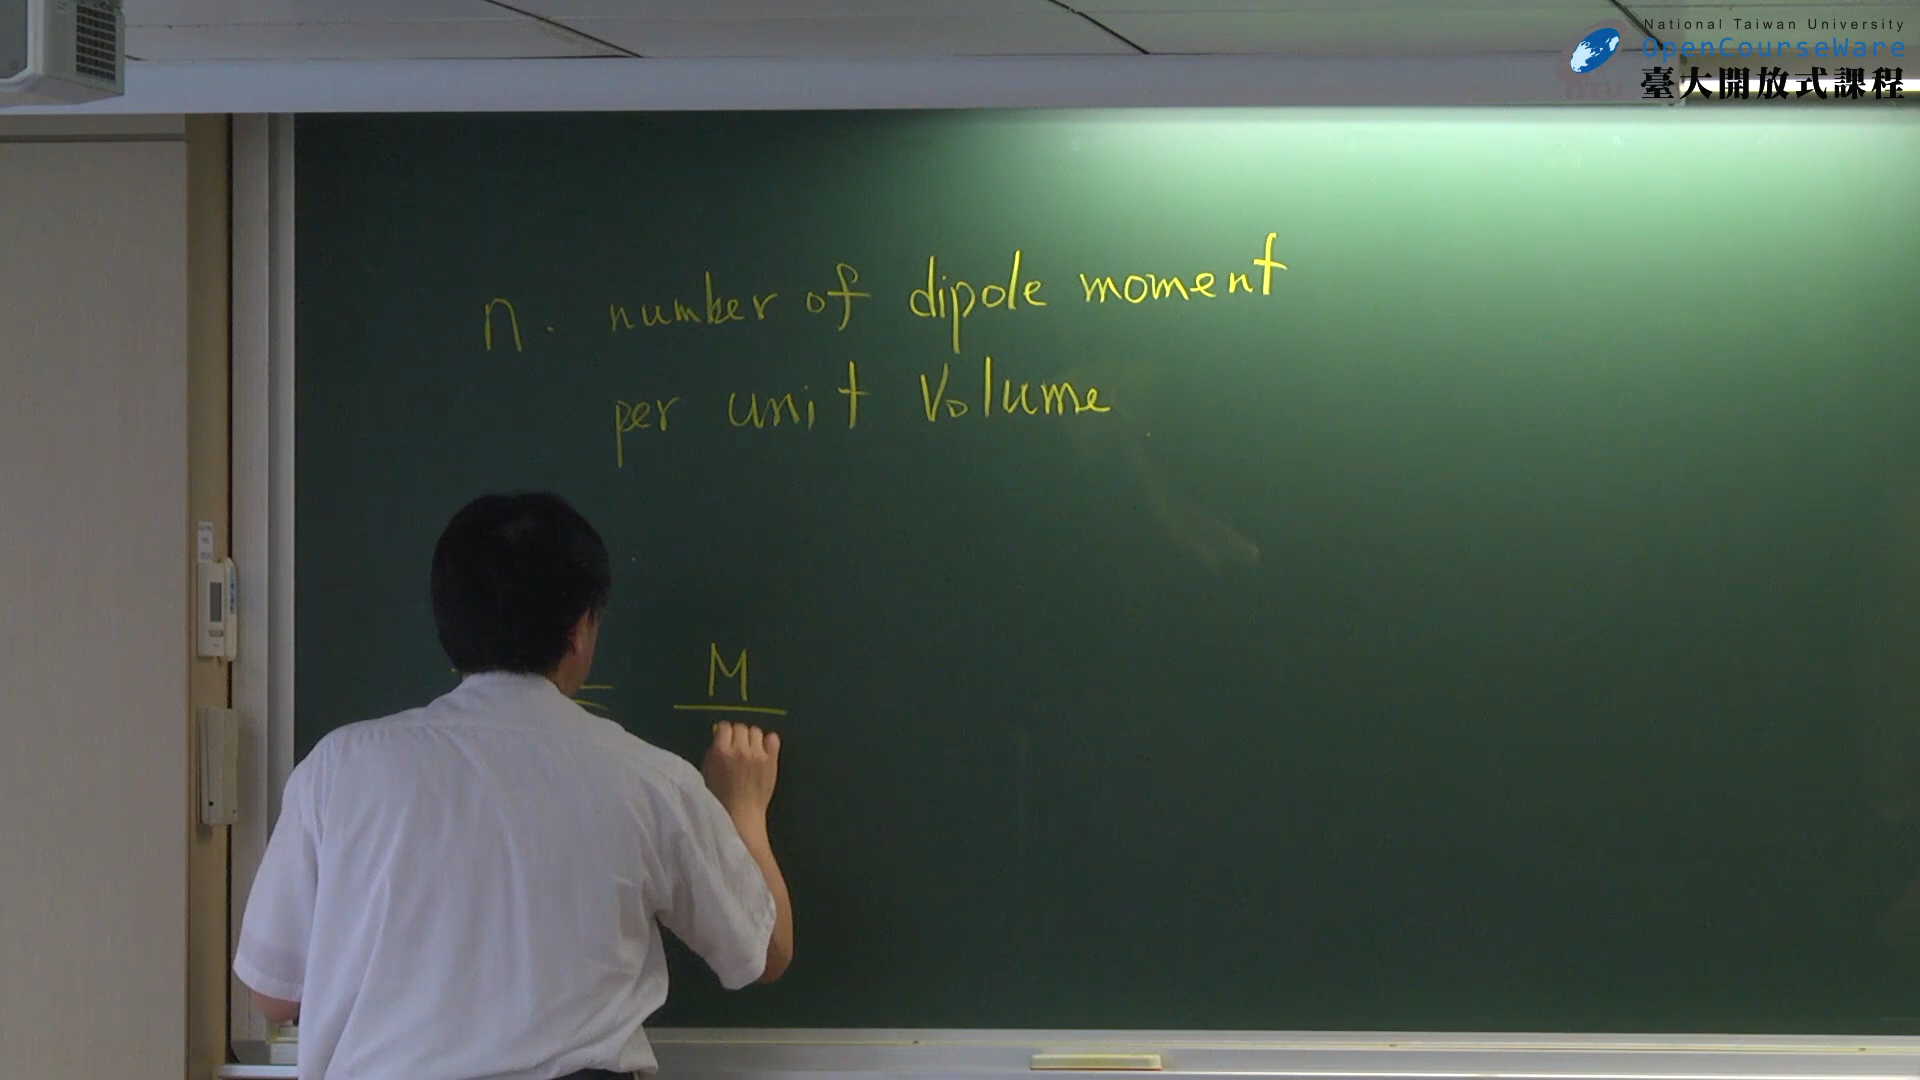 National Taiwan University
OpenCourseWare
臺大開放式課程
n. number of dipole moment
per unit Volume
= M